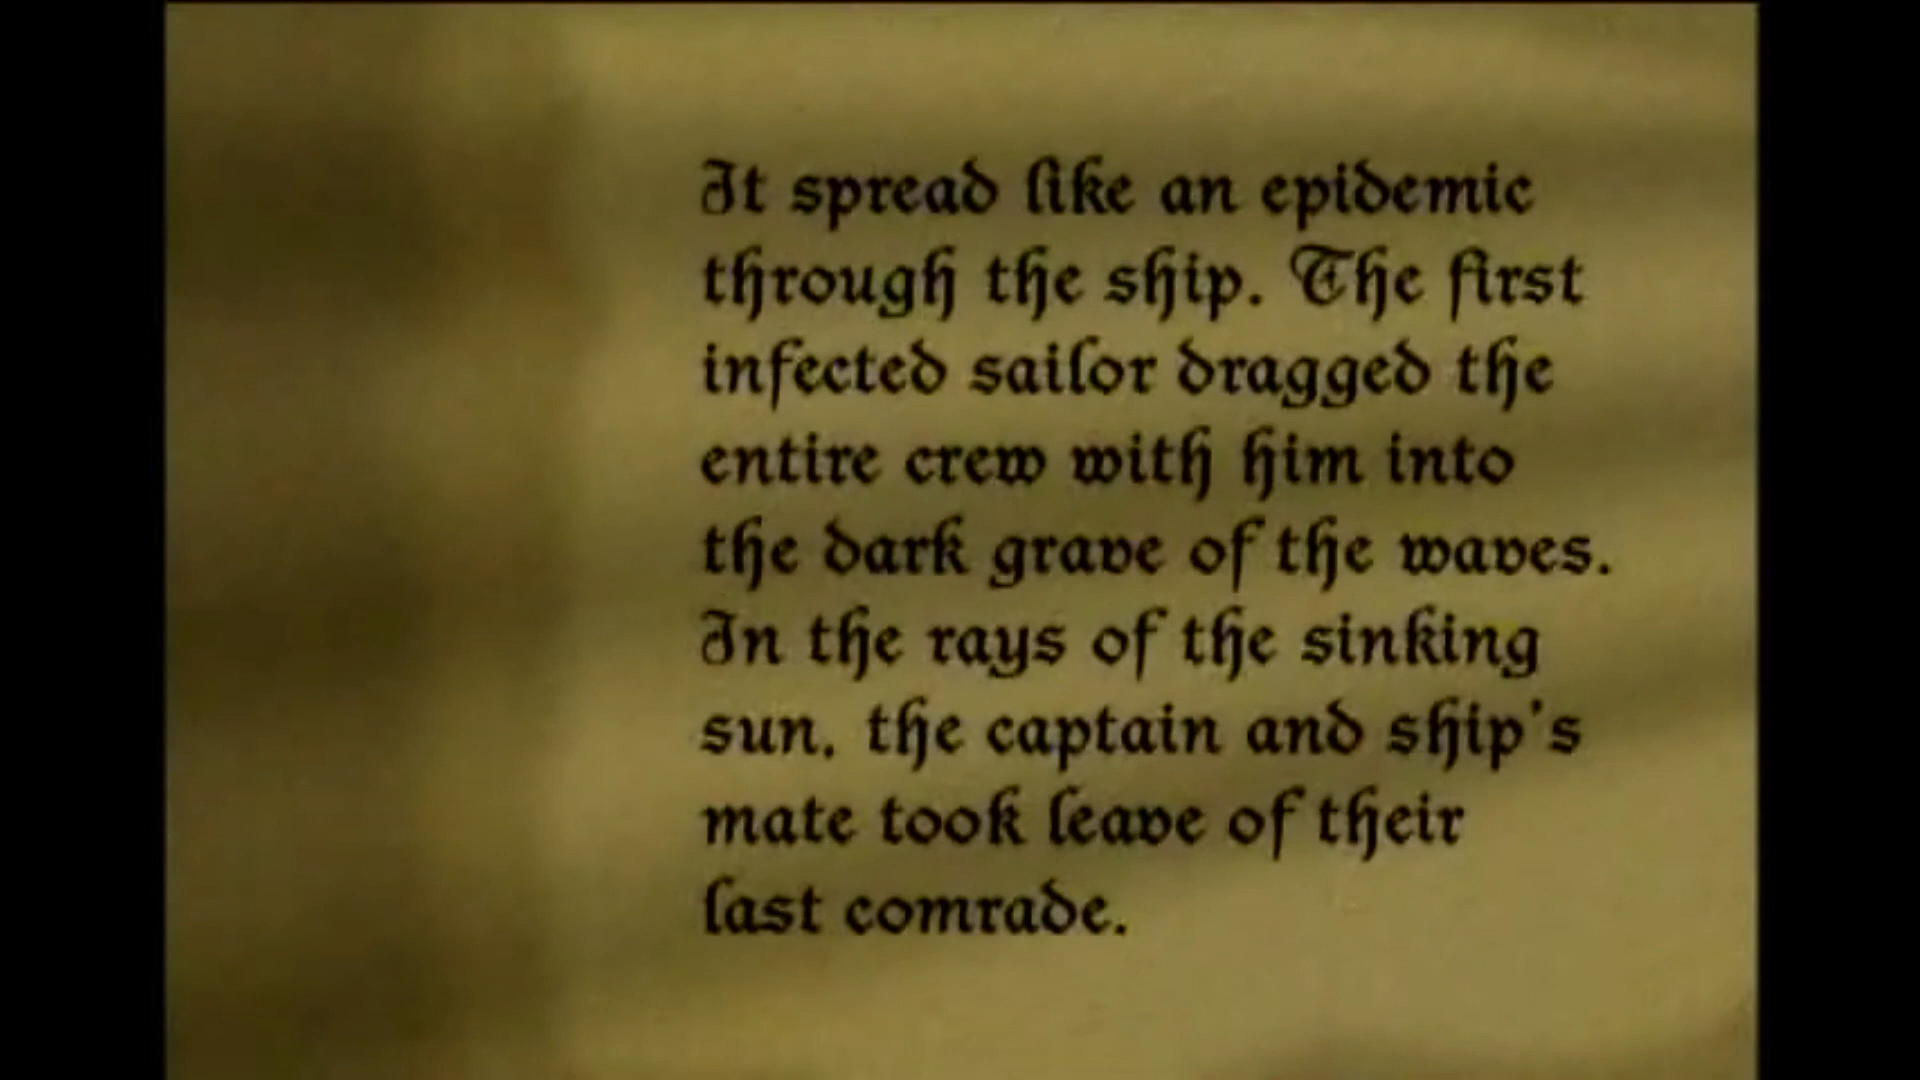 It spread like an epidemic
through the ship. The first
infected sailor dragged the
entire crew with him into
the dark grave of the waves.
In the rays of the sinking
sun, the captain and ship's
mate took leave of their
last comrade.